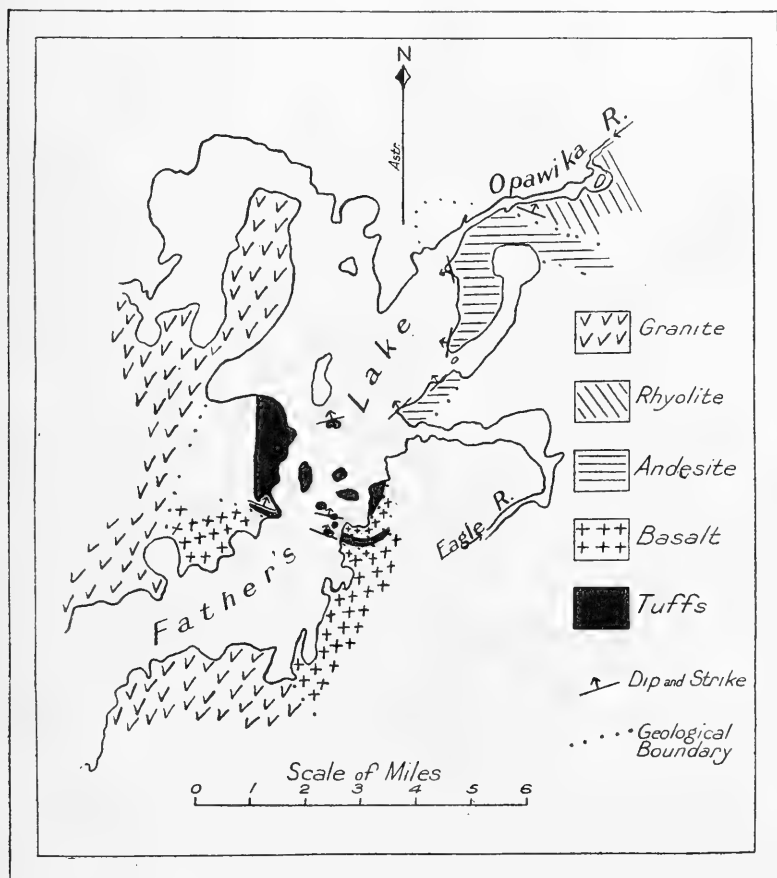 N
Astr.
Opawika R.
Lake
Father's
Eagle R.
Granite
Rhyolite
Andesite
Basalt
Tuffs
Dip and Strike
Geological
Boundary
Scale of Miles
0 1 2 3 4 5 6